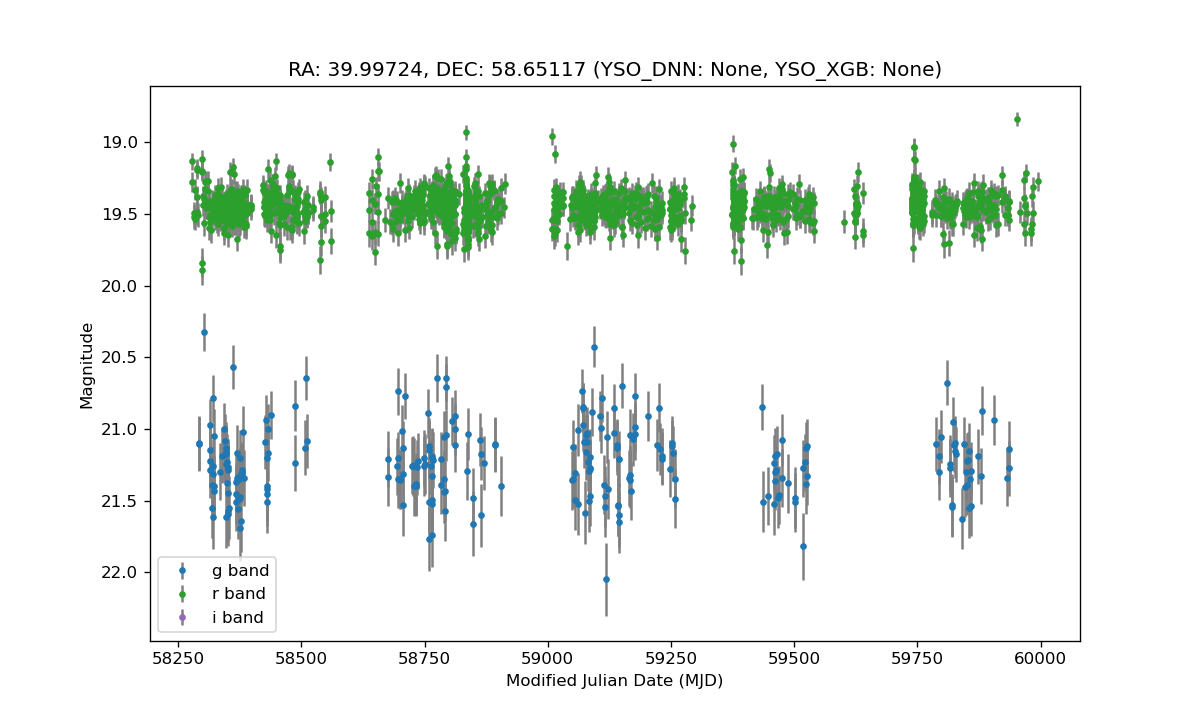 RA: 39.99724, DEC: 58.65117 (YSO_DNN: None, YSO_XGB: None)
19.0
19.5
20.0
20.5
21.0
21.5
22.0
Magnitude
g band
r band
i band
58250 58500 58750 59000 59250 59500 59750 60000
Modified Julian Date (MJD)